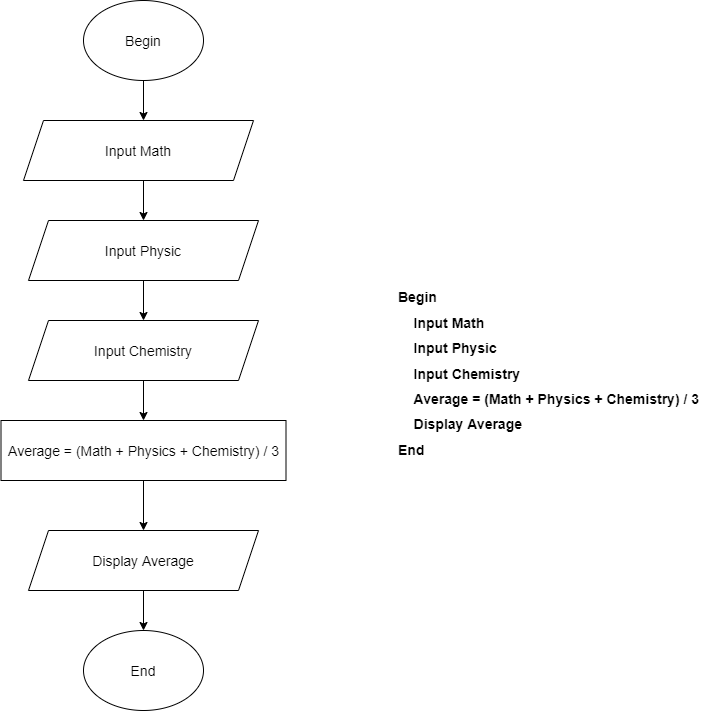 Begin
Input Math
Input Physic
Input Chemistry
Average = (Math + Physics + Chemistry) / 3
Display Average
End
Begin
Input Math
Input Physic
Input Chemistry
Average = (Math + Physics + Chemistry) / 3
Display Average
End